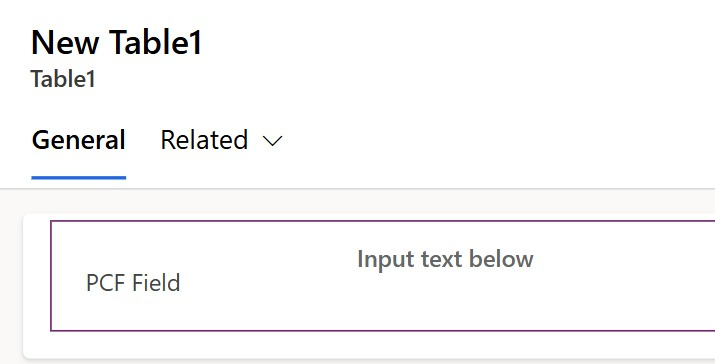 New Table1
Table1
General Related
Input text below
PCF Field